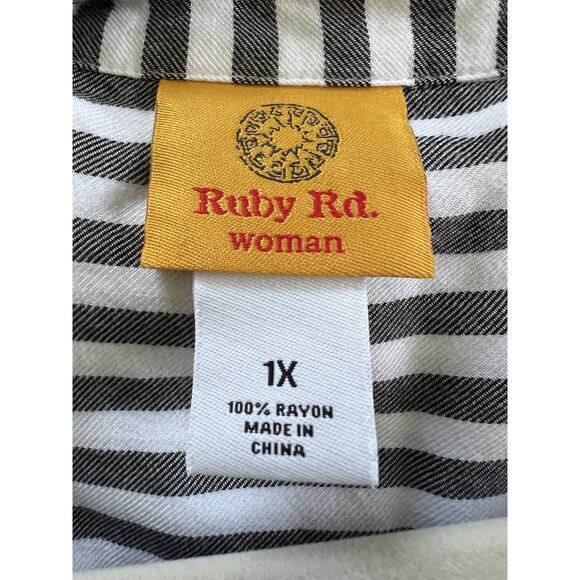 Ruby Rd.
woman
1X
100% RAYON
MADE IN
CHINA